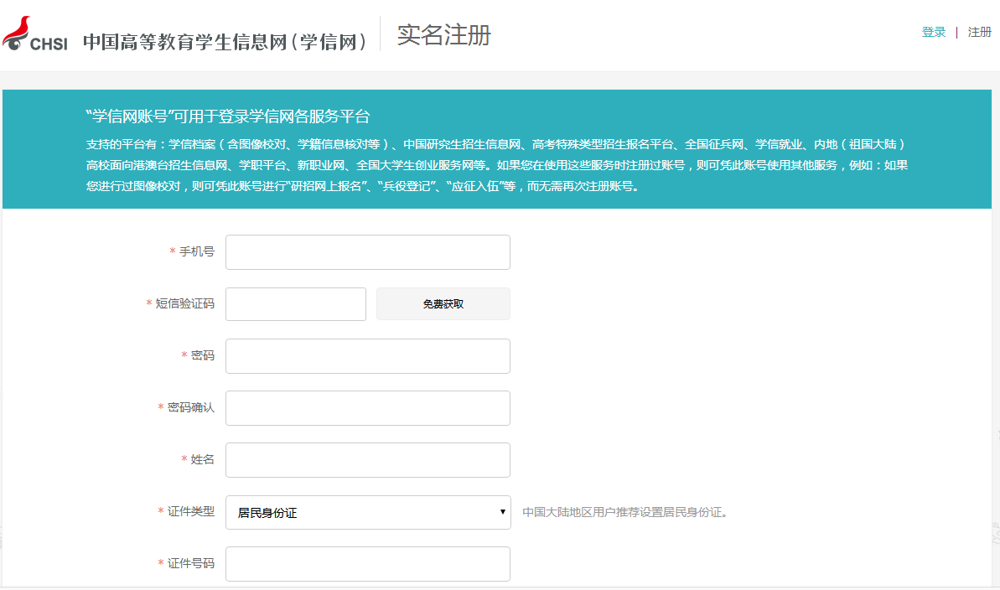 CHSI 中国高等教育学生信息网(学信网) 实名注册 登录 | 注册
“学信网账号”可用于登录学信网各服务平台
支持的平台有：学信档案（含图像校对、学籍信息核对等）、中国研究生招生信息网、高考特殊类型招生报名平台、全国征兵网、学信就业、内地（祖国大陆）
高校面向港澳台招生信息网、学职平台、新职业网、全国大学生创业服务网等。如果您在使用这些服务时注册过账号，则可凭此账号使用其他服务，例如：如果
您进行过图像校对，则可凭此账号进行“研招网上报名”、“兵役登记”、“应征入伍”等，而无需再次注册账号。
* 手机号
* 短信验证码 免费获取
* 密码
* 密码确认
* 姓名
* 证件类型 居民身份证 中国大陆地区用户推荐设置居民身份证。
* 证件号码